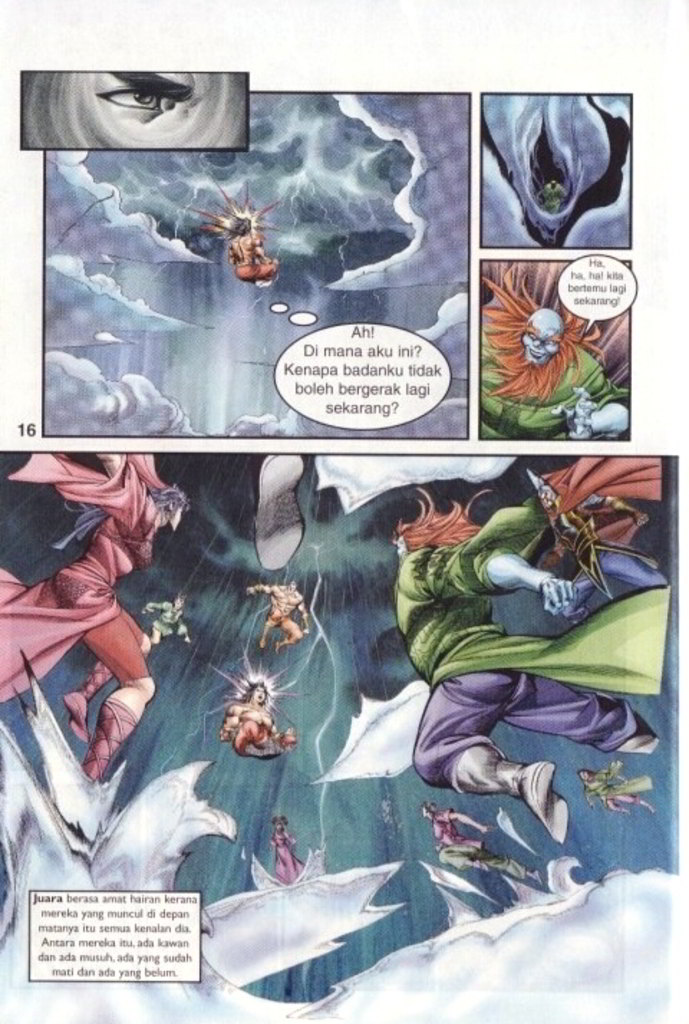 Ah!
Di mana aku ini?
Kenapa badanku tidak
boleh bergerak lagi
sekarang?
Ha,
ha, ha! kita
bertemu lagi
sekarang!
16
Juara berasa amat hairan kerana
mereka yang muncul di depan
matanya itu semua kenalan dia.
Antara mereka itu, ada kawan
dan ada musuh, ada yang sudah
mati dan ada yang belum.